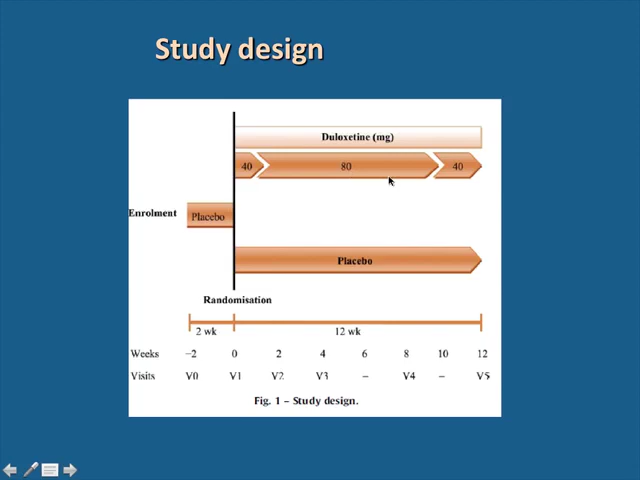 Study design
Duloxetine (mg)
40 80 40
Enrolment Placebo
Placebo
Randomisation
2 wk 12 wk
Weeks −2 0 2 4 6 8 10 12
Visits V0 V1 V2 V3 – V4 – V5
Fig. 1 – Study design.